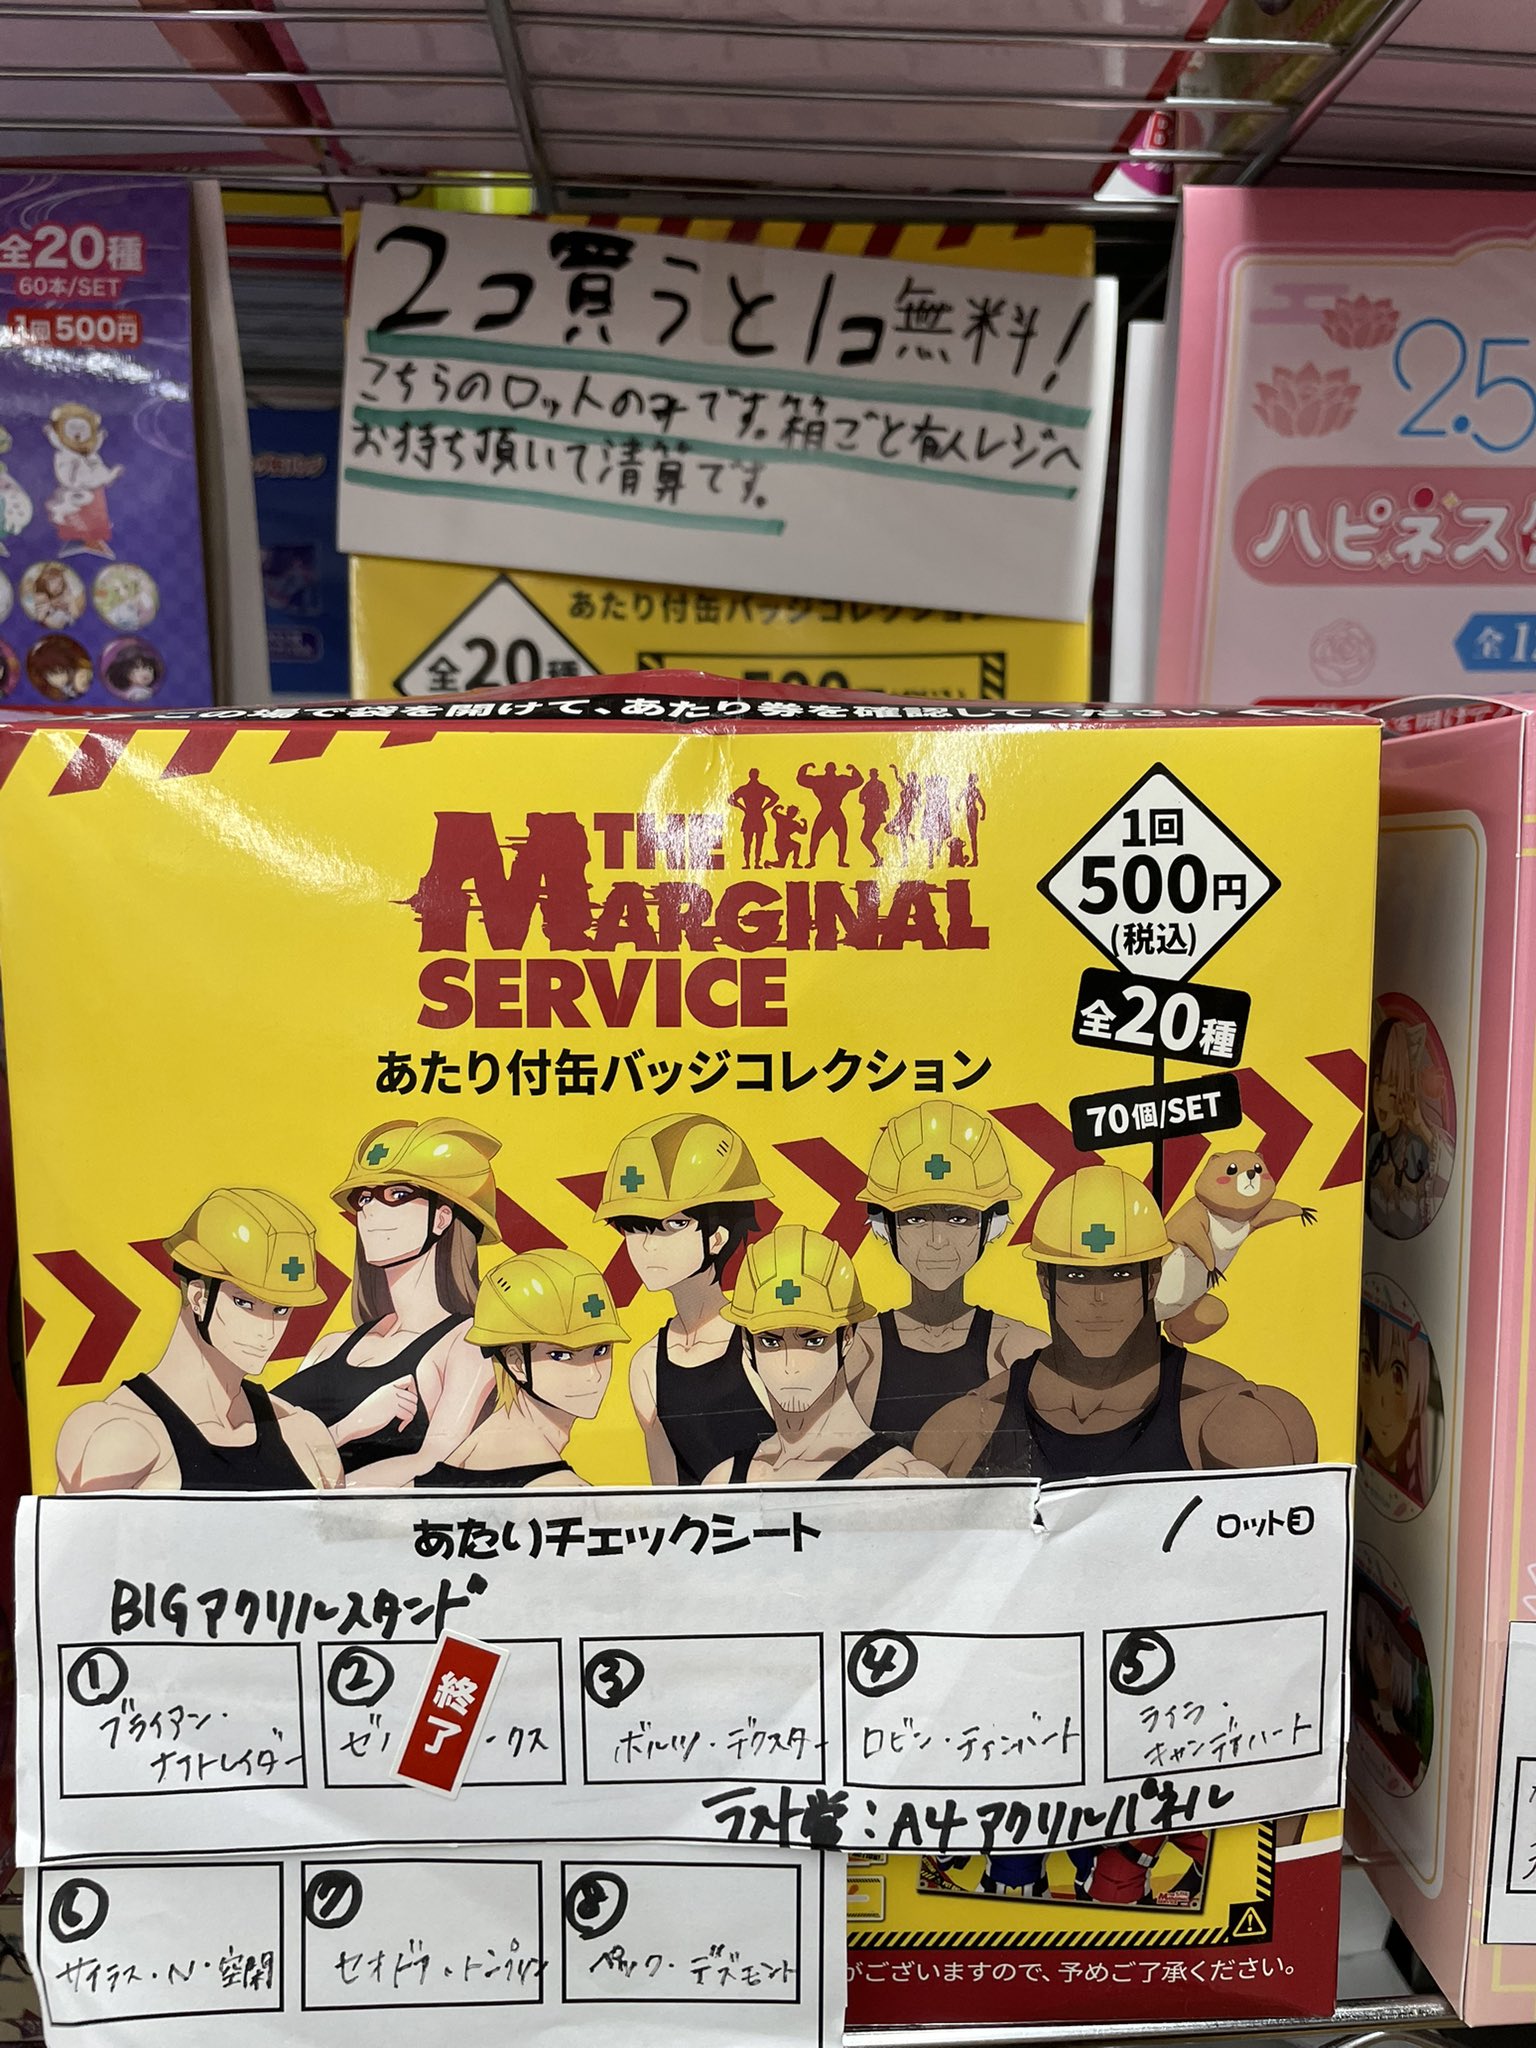 全20種
60本/SET
1回500円
2コ買うと1コ無料!
こちらのロットのみです。箱ごと有人レジへ
お持ち頂いて清算です。
2.5
ハピネス
あたり付缶バッジコレクション
全20種
この場で袋を開けて、あたり券を確認してください
THE
MARGINAL
SERVICE
あたり付缶バッジコレクション
1回
500円
(税込)
全20種
70個/SET
あたりチェックシート
1 ロット目
BIGアクリルスタンド
① ブライアン・ナイトレイダー
② ゼ ークス
終了
③ ボルツ・デクスター
④ ロビン・ティンバート
⑤ ライラ・キャンディハート
ラスト賞:A4アクリルパネル
⑥ サイラス・N・空閑
⑦ セオドア・トンプソン
⑧ ペック・デズモント
がございますので、予めご了承ください。